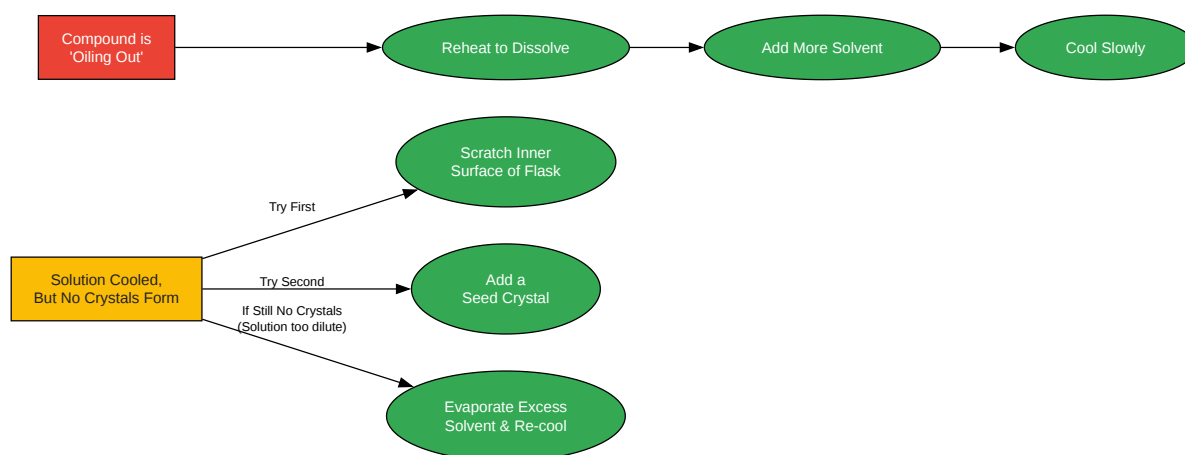 Compound is
'Oiling Out'
Reheat to Dissolve
Add More Solvent
Cool Slowly
Scratch Inner
Surface of Flask
Try First
Solution Cooled,
But No Crystals Form
Try Second
Add a
Seed Crystal
If Still No Crystals
(Solution too dilute)
Evaporate Excess
Solvent & Re-cool